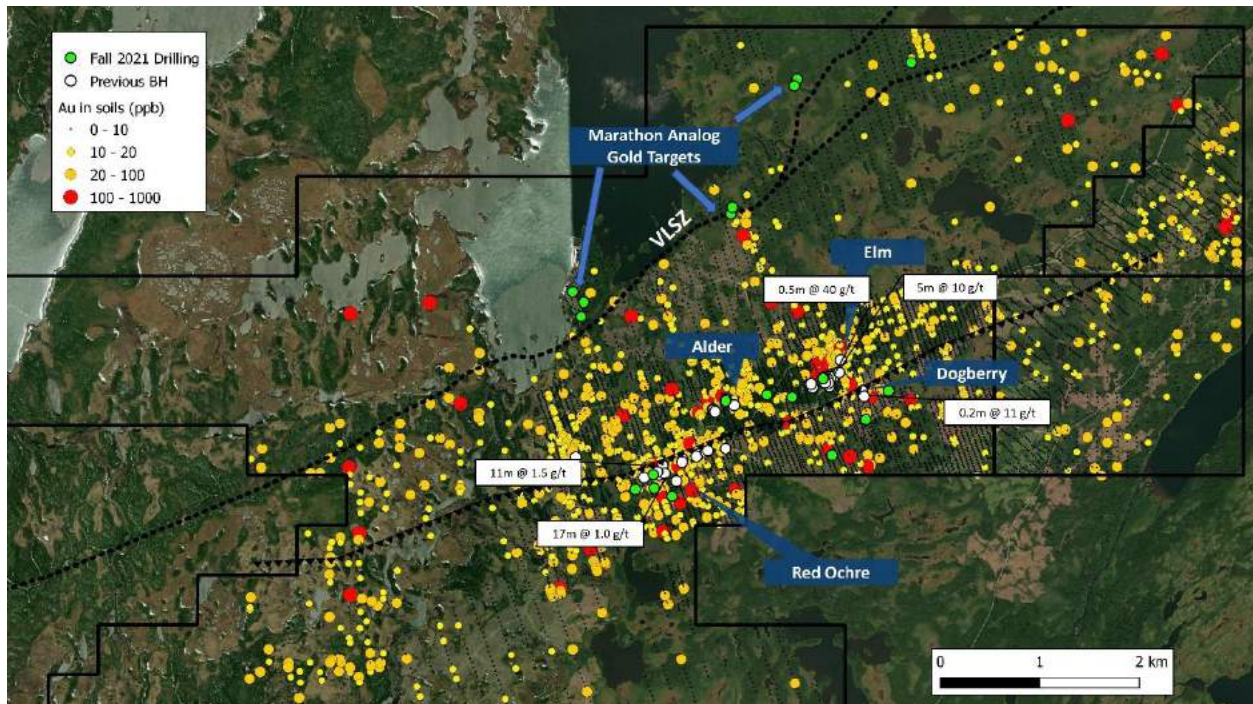 Fall 2021 Drilling
Previous BH
Au in soils (ppb)
0 - 10
10 - 20
20 - 100
100 - 1000
Marathon Analog
Gold Targets
VLSZ
Elm
0.5m @ 40 g/t
5m @ 10 g/t
Alder
Dogberry
0.2m @ 11 g/t
11m @ 1.5 g/t
17m @ 1.0 g/t
Red Ochre
0 1 2 km